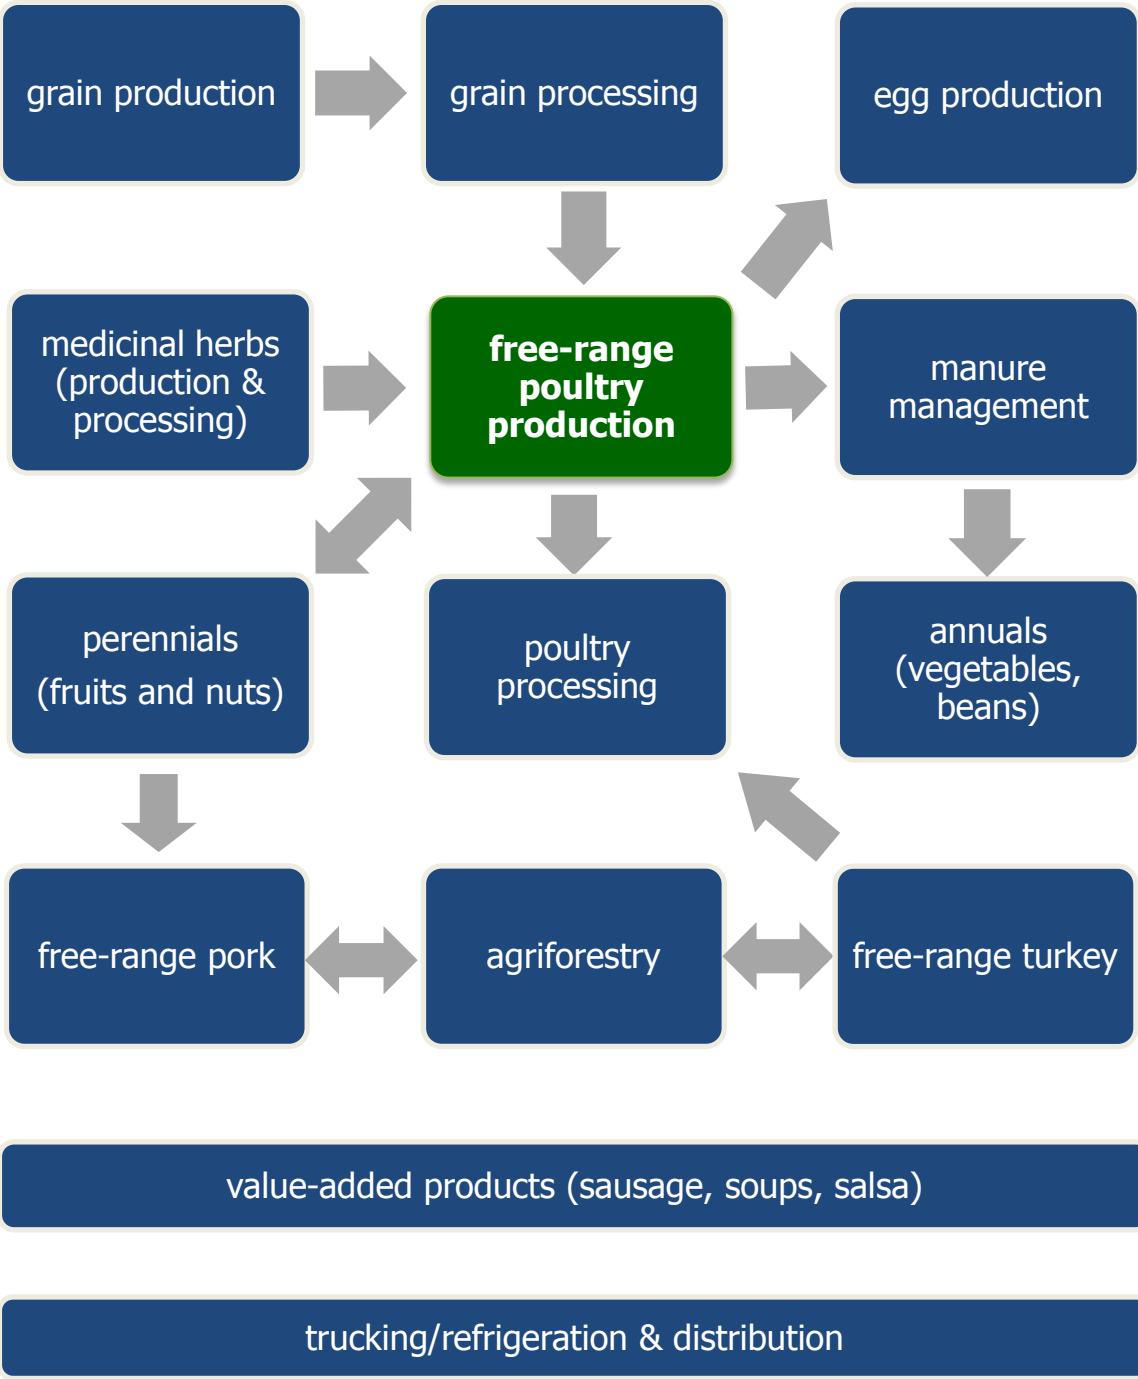 grain production
grain processing
egg production
medicinal herbs
(production &
processing)
free-range
poultry
production
manure
management
perennials
(fruits and nuts)
poultry
processing
annuals
(vegetables,
beans)
free-range pork
agriforestry
free-range turkey
value-added products (sausage, soups, salsa)
trucking/refrigeration & distribution